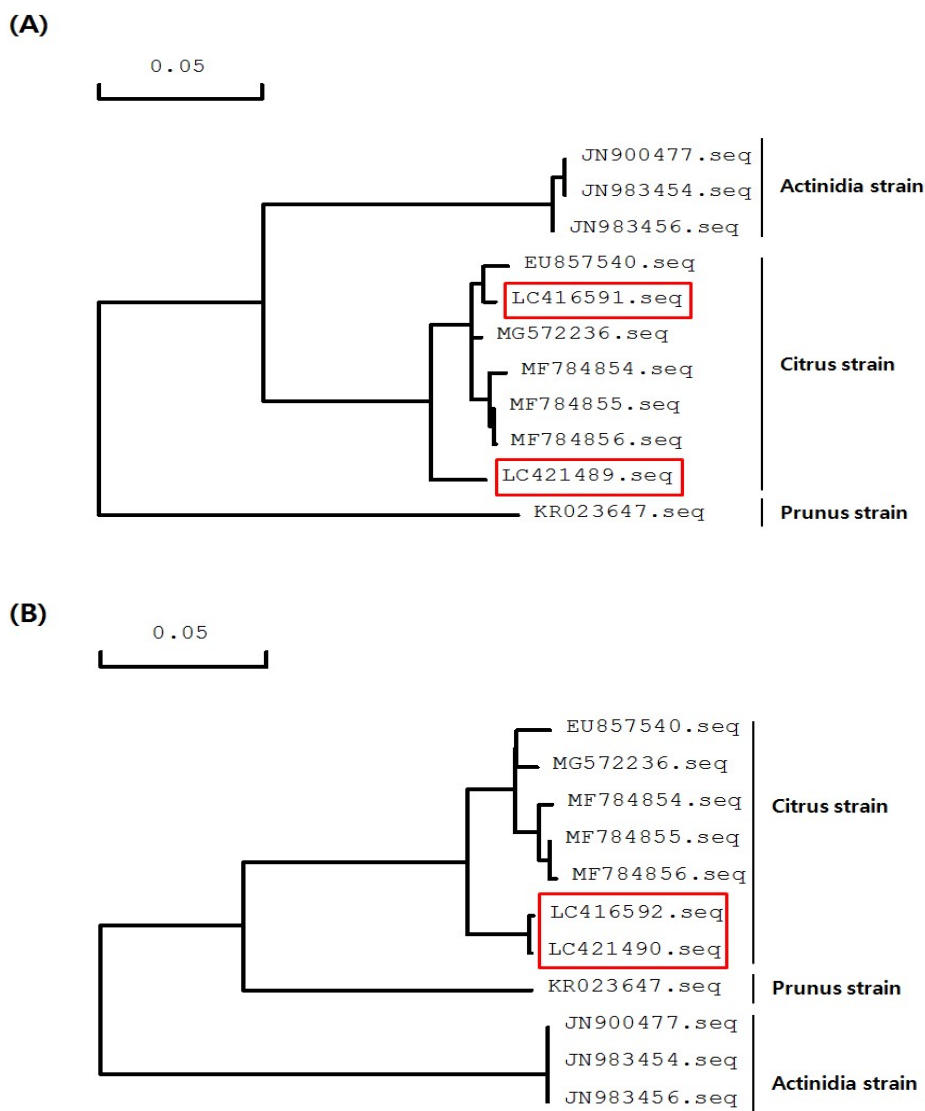 (A)
0.05
JN900477.seq
JN983454.seq
Actinidia strain
JN983456.seq
EU857540.seq
LC416591.seq
MG572236.seq
MF784854.seq
Citrus strain
MF784855.seq
MF784856.seq
LC421489.seq
KR023647.seq
Prunus strain
(B)
0.05
EU857540.seq
MG572236.seq
MF784854.seq
Citrus strain
MF784855.seq
MF784856.seq
LC416592.seq
LC421490.seq
KR023647.seq
Prunus strain
JN900477.seq
JN983454.seq
Actinidia strain
JN983456.seq